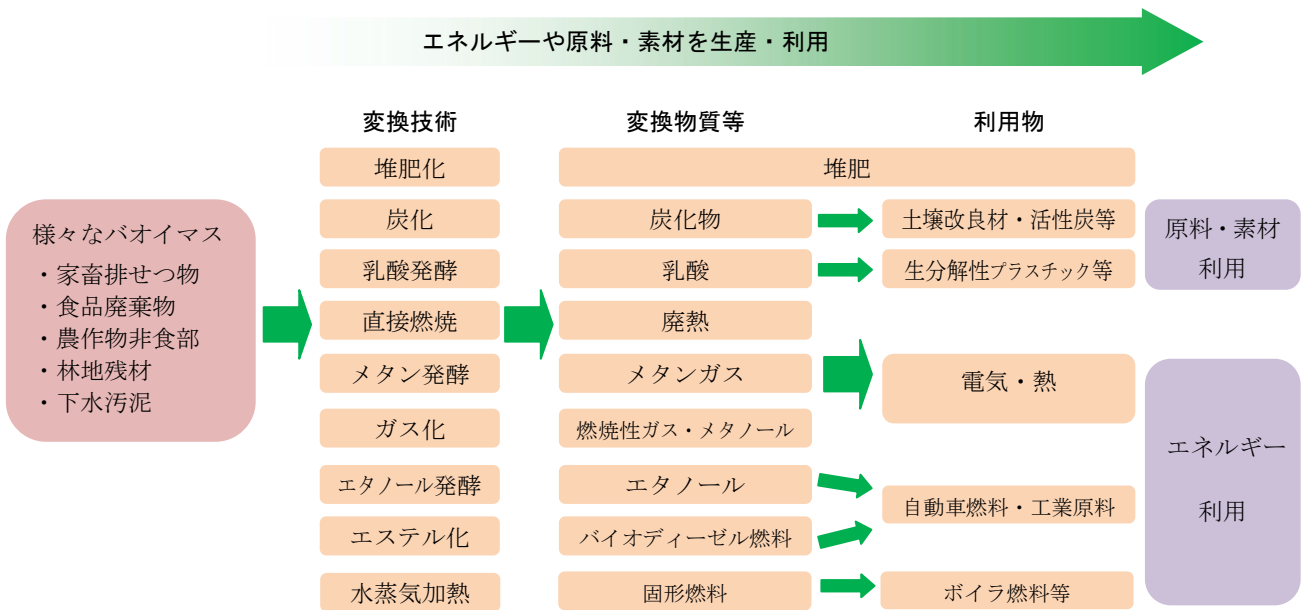 エネルギーや原料・素材を生産・利用
変換技術
変換物質等
利用物
様々なバオイマス
・家畜排せつ物
・食品廃棄物
・農作物非食部
・林地残材
・下水汚泥
堆肥化
堆肥
炭化
炭化物
土壌改良材・活性炭等
乳酸発酵
乳酸
生分解性プラスチック等
直接燃焼
廃熱
メタン発酵
メタンガス
電気・熱
ガス化
燃焼性ガス・メタノール
エタノール発酵
エタノール
自動車燃料・工業原料
エステル化
バイオディーゼル燃料
水蒸気加熱
固形燃料
ボイラ燃料等
原料・素材
利用
エネルギー
利用